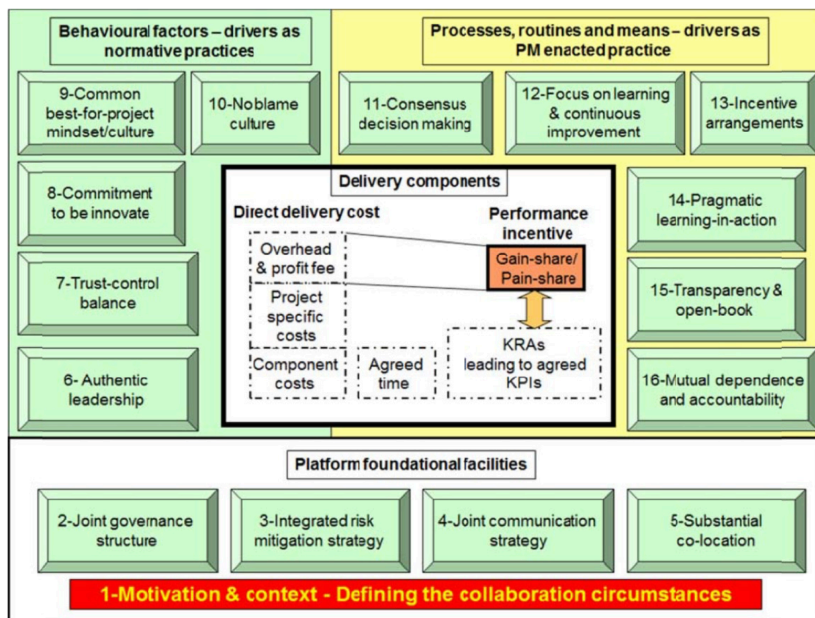 Behavioural factors – drivers as
normative practices
Processes, routines and means – drivers as
PM enacted practice
9-Common
best-for-project
mindset/culture
10-No blame
culture
11-Consensus
decision making
12-Focus on learning
& continuous
improvement
13-Incentive
arrangements
8-Commitment
to be innovate
7-Trust-control
balance
6- Authentic
leadership
Delivery components
Direct delivery cost
Performance
incentive
Overhead
& profit fee
Gain-share/
Pain-share
Project
specific
costs
Component
costs
Agreed
time
KRAs
leading to agreed
KPIs
14-Pragmatic
learning-in-action
15-Transparency &
open-book
16-Mutual dependence
and accountability
Platform foundational facilities
2-Joint governance
structure
3-Integrated risk
mitigation strategy
4-Joint communication
strategy
5-Substantial
co-location
1-Motivation & context - Defining the collaboration circumstances